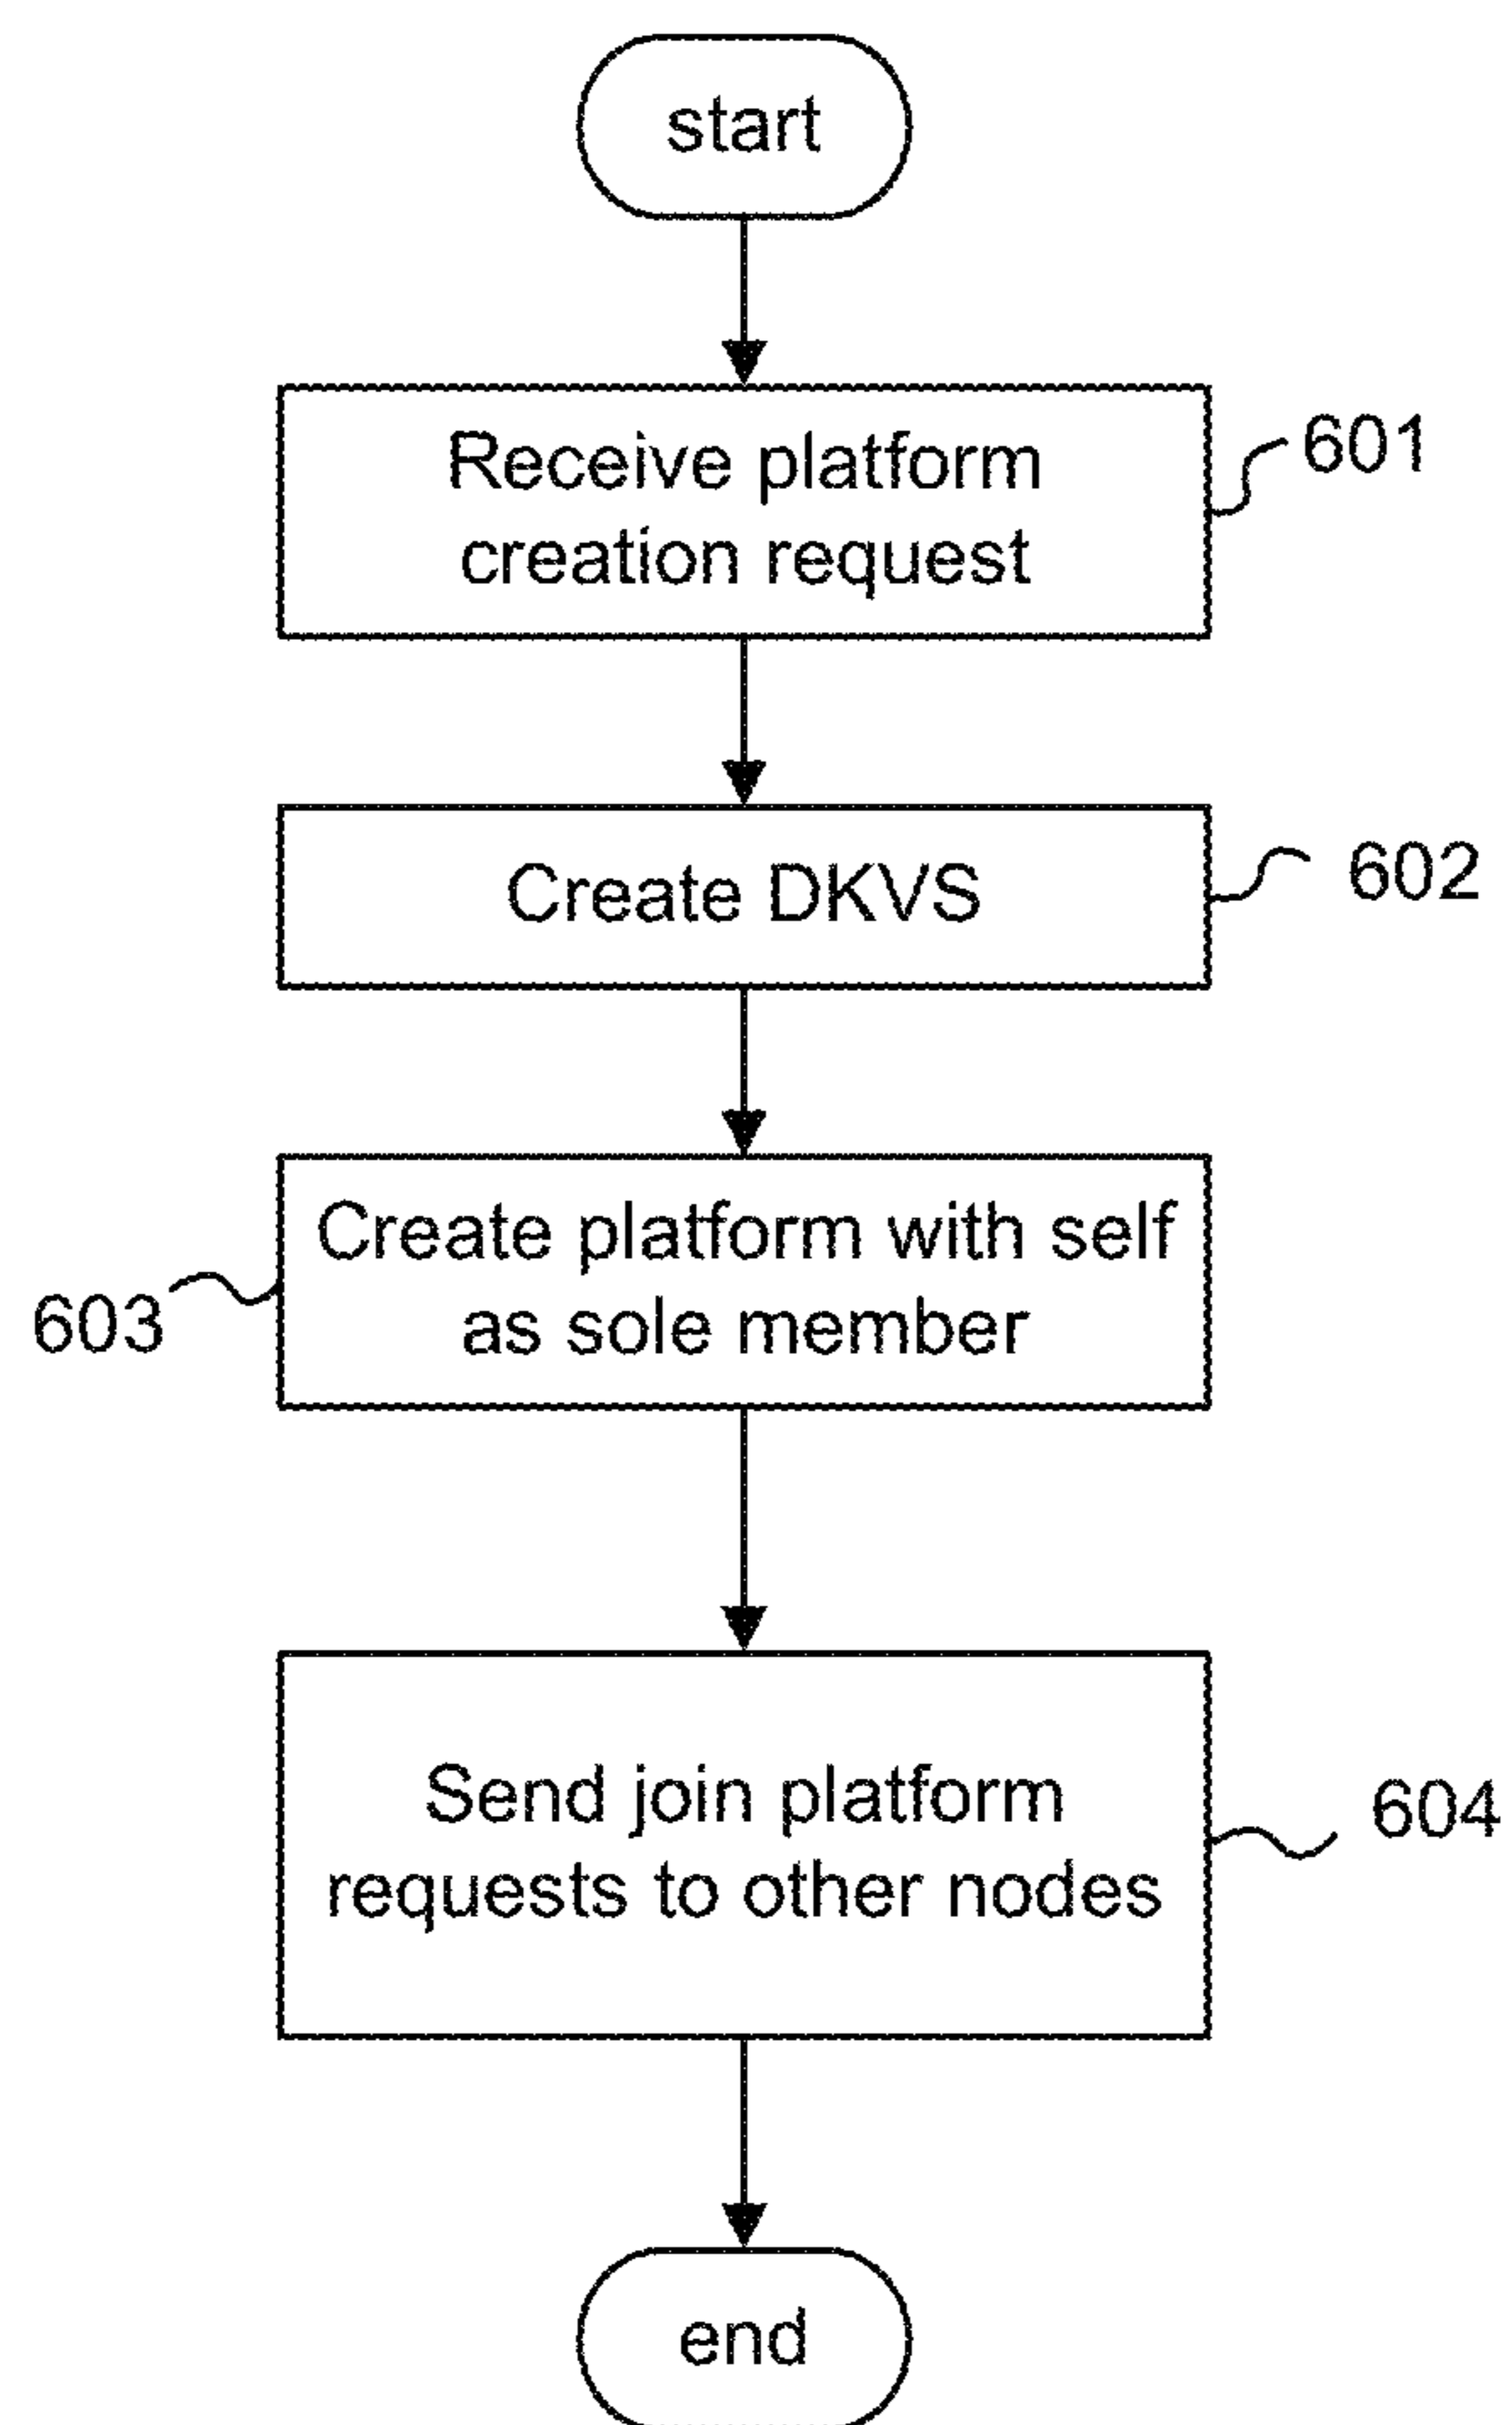 start
Receive platform
creation request
601
Create DKVS
602
Create platform with self
as sole member
603
Send join platform
requests to other nodes
604
end